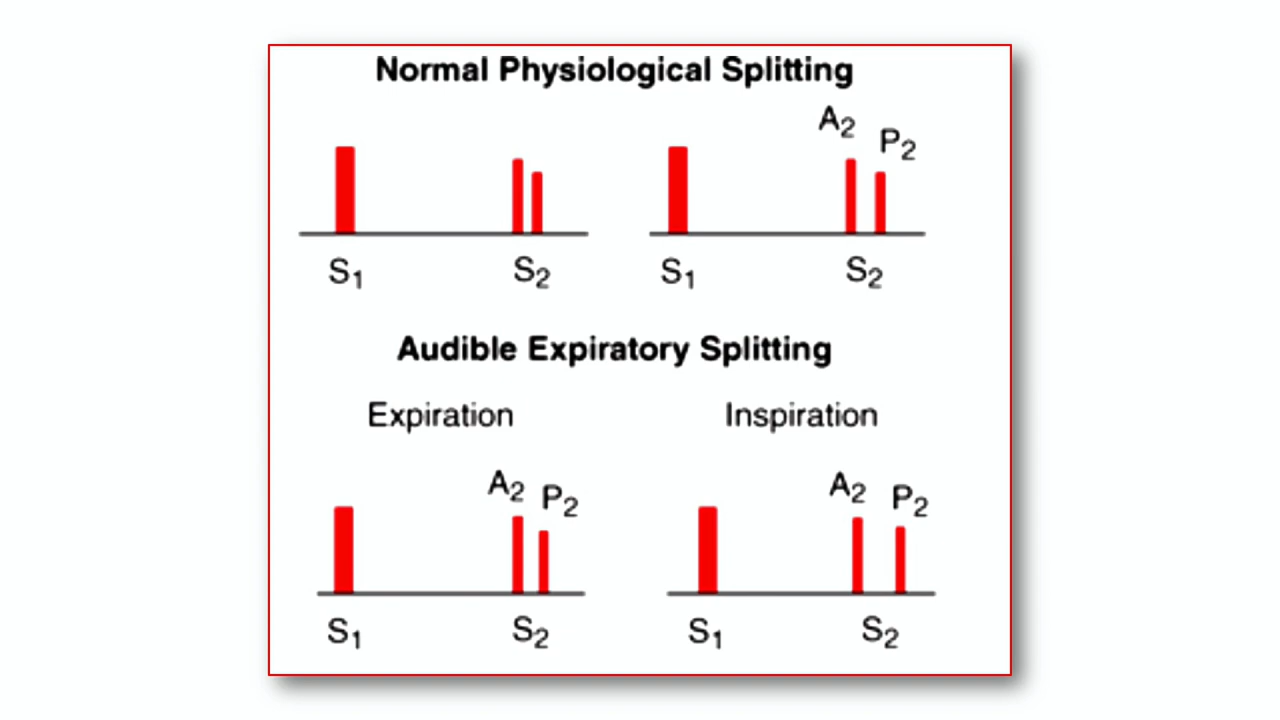 Normal Physiological Splitting
A2 P2
S1 S2 S1 S2
Audible Expiratory Splitting
Expiration Inspiration
A2 P2 A2 P2
S1 S2 S1 S2